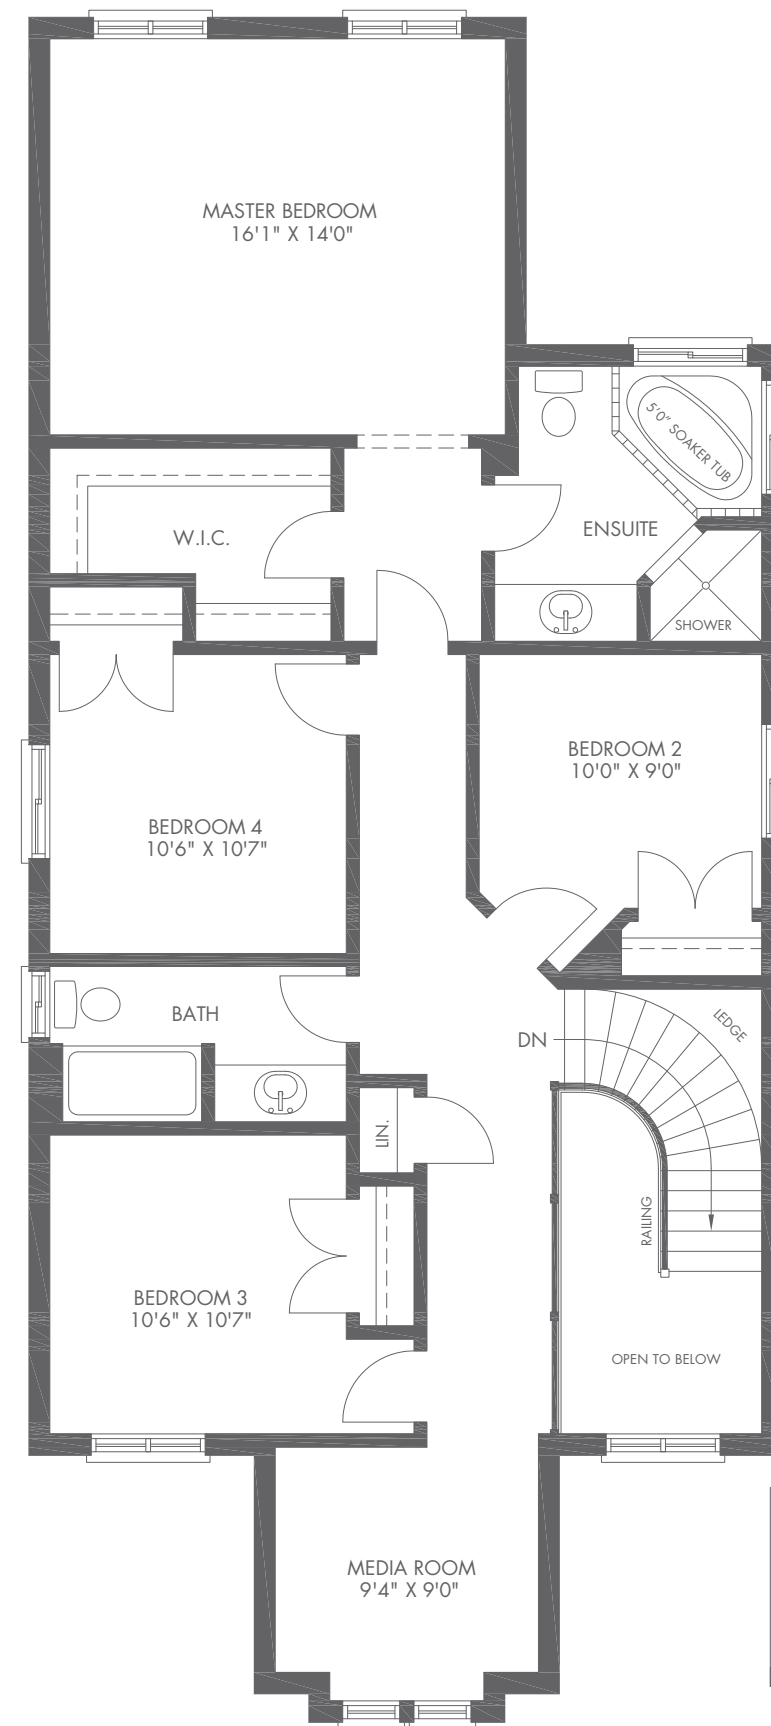 MASTER BEDROOM
16'1" X 14'0"
5'0" SOAKER TUB
W.I.C.
ENSUITE
SHOWER
BEDROOM 2
10'0" X 9'0"
BEDROOM 4
10'6" X 10'7"
BATH
LEDGE
DN
LIN.
RAILING
BEDROOM 3
10'6" X 10'7"
OPEN TO BELOW
MEDIA ROOM
9'4" X 9'0"